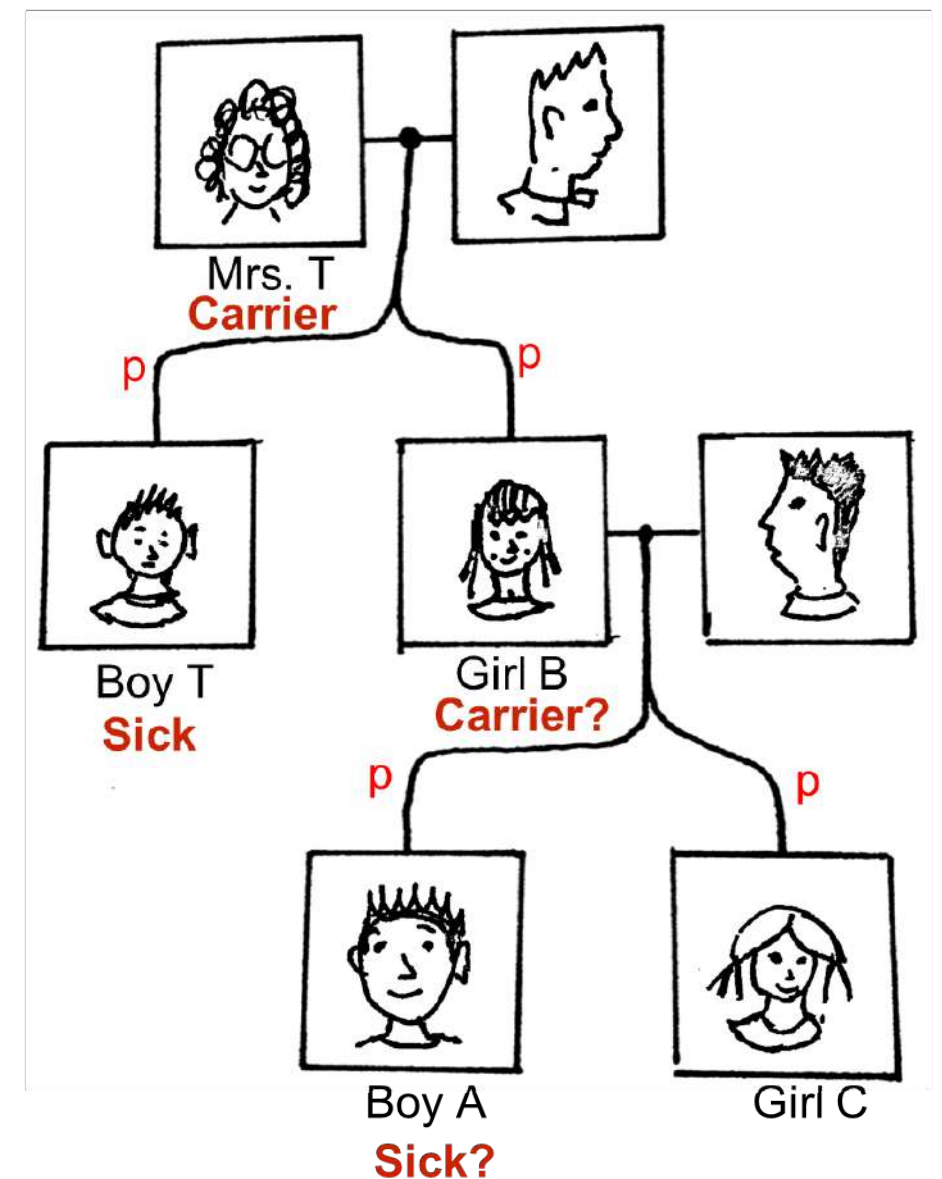 Mrs. T
Carrier
p
p
Boy T
Sick
Girl B
Carrier?
p
p
Boy A
Sick?
Girl C